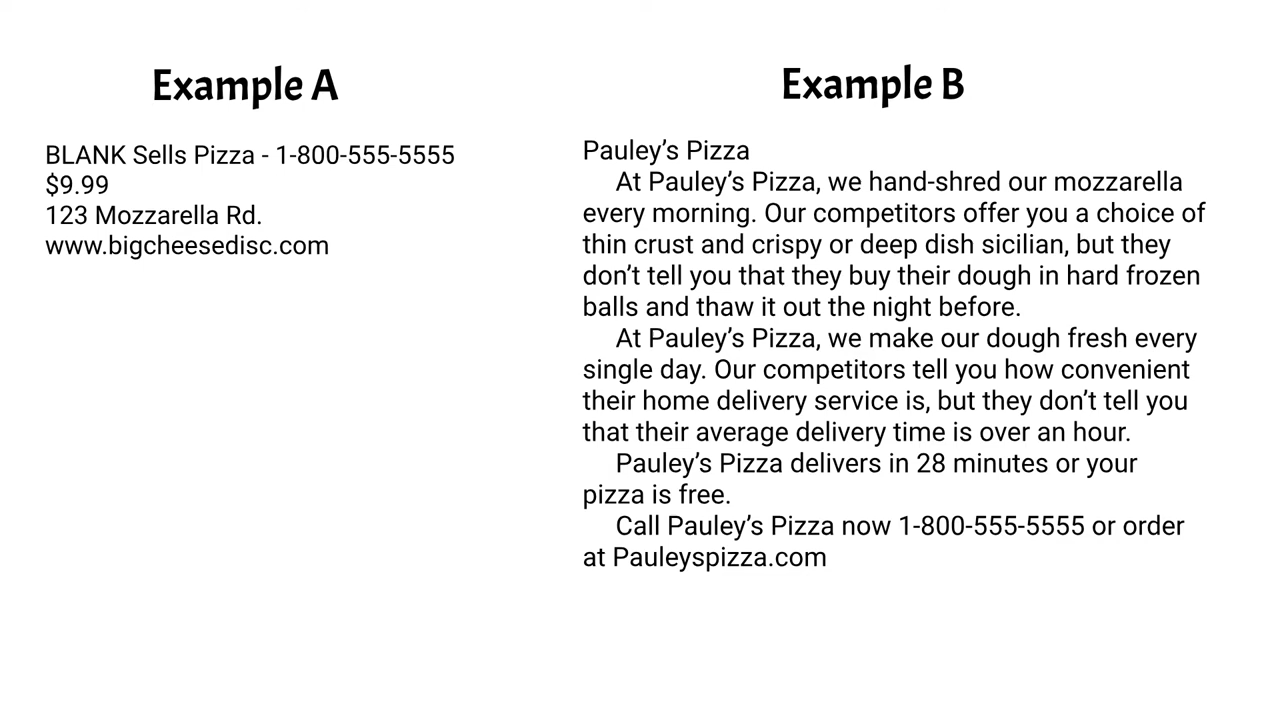 Example A
BLANK Sells Pizza - 1-800-555-5555
$9.99
123 Mozzarella Rd.
www.bigcheesedisc.com
Example B
Pauley’s Pizza
At Pauley’s Pizza, we hand-shred our mozzarella
every morning. Our competitors offer you a choice of
thin crust and crispy or deep dish sicilian, but they
don’t tell you that they buy their dough in hard frozen
balls and thaw it out the night before.
At Pauley’s Pizza, we make our dough fresh every
single day. Our competitors tell you how convenient
their home delivery service is, but they don’t tell you
that their average delivery time is over an hour.
Pauley’s Pizza delivers in 28 minutes or your
pizza is free.
Call Pauley’s Pizza now 1-800-555-5555 or order
at Pauleyspizza.com